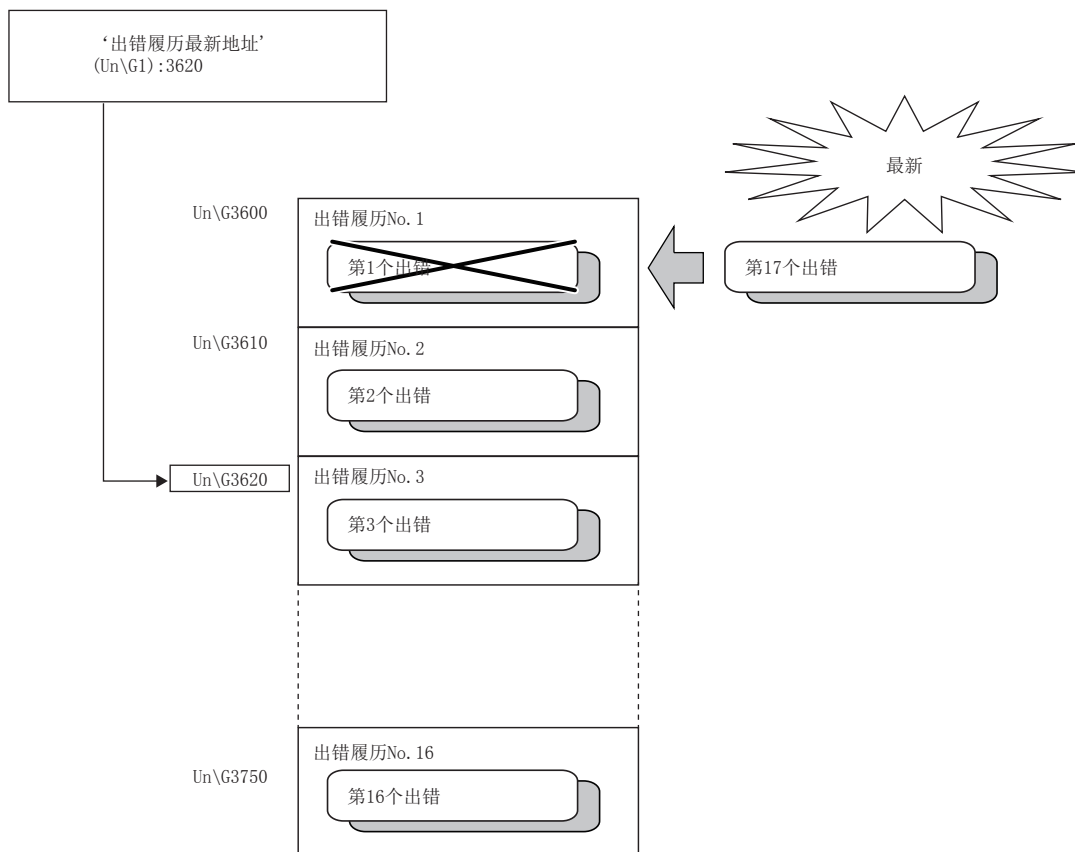 ‘出错履历最新地址’
(Un\G1):3620
最新
Un\G3600
出错履历No.1
第1个出错
第17个出错
Un\G3610
出错履历No.2
第2个出错
Un\G3620
出错履历No.3
第3个出错
Un\G3750
出错履历No.16
第16个出错